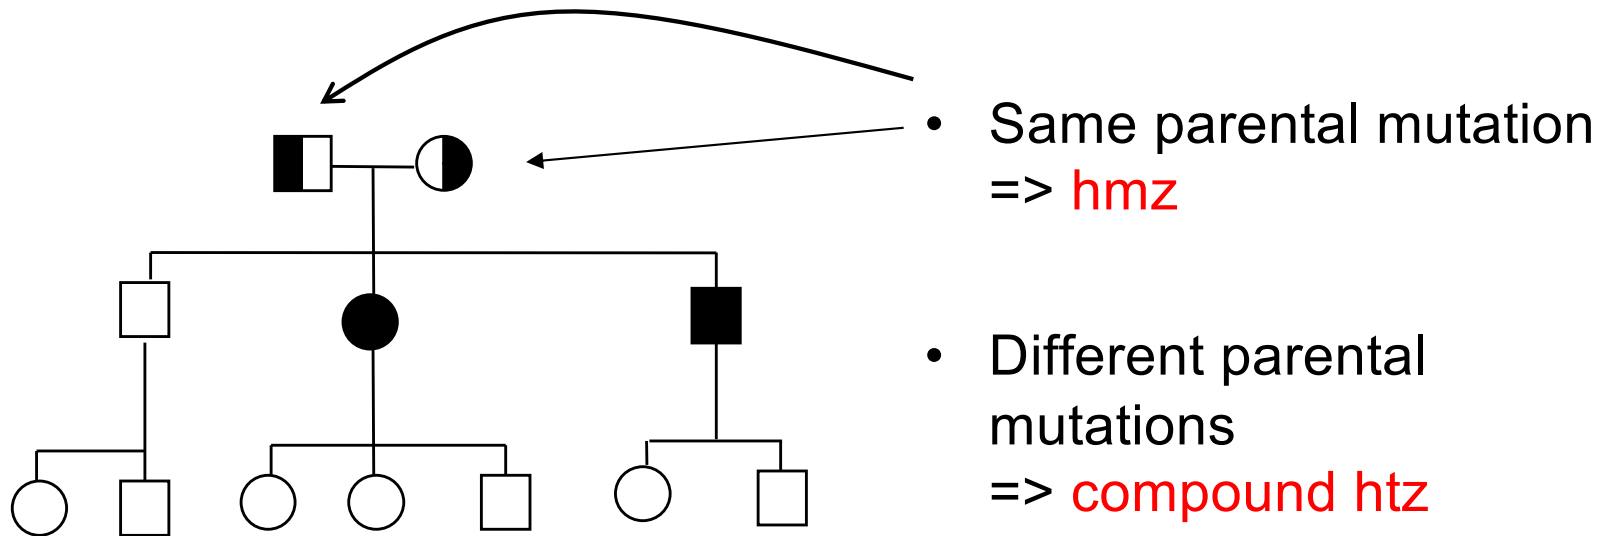 • Same parental mutation
=> hmz
• Different parental
mutations
=> compound htz